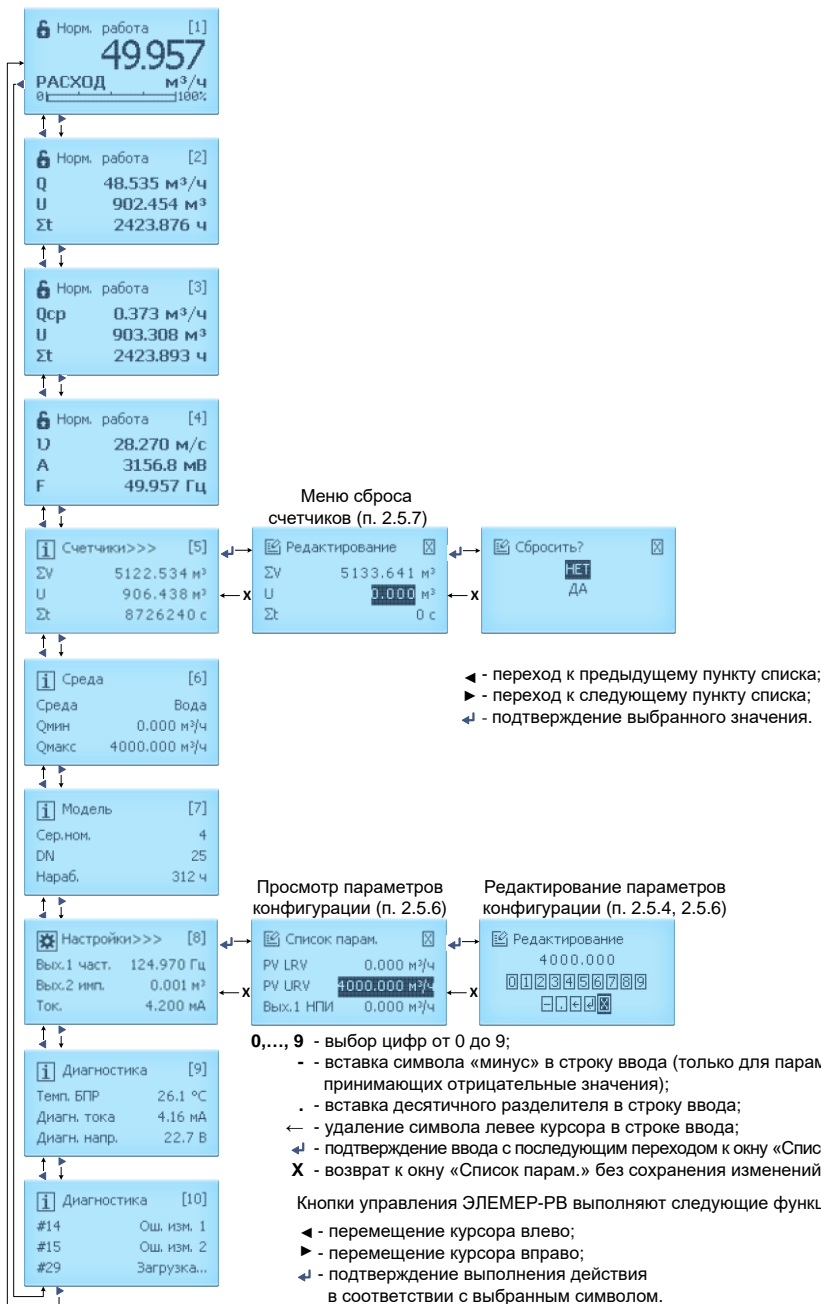 Норм. работа [1]
49.957
РАСХОД м³/ч
0 100%
Норм. работа [2]
Q 48.535 м³/ч
U 902.454 м³
Σt 2423.876 ч
Норм. работа [3]
Qср 0.373 м³/ч
U 903.308 м³
Σt 2423.893 ч
Норм. работа [4]
υ 28.270 м/с
A 3156.8 мВ
F 49.957 Гц
Меню сброса
счетчиков (п. 2.5.7)
Счетчики>>> [5]
ΣV 5122.534 м³
U 906.438 м³
Σt 8726240 с
Редактирование X
ΣV 5133.641 м³
U 0.000 м³
Σt 0 с
Сбросить? X
НЕТ
ДА
X
X
◄ - переход к предыдущему пункту списка;
► - переход к следующему пункту списка;
↵ - подтверждение выбранного значения.
Среда [6]
Среда Вода
Qмин 0.000 м³/ч
Qмакс 4000.000 м³/ч
Модель [7]
Сер.ном. 4
DN 25
Нараб. 312 ч
Просмотр параметров
конфигурации (п. 2.5.6)
Редактирование параметров
конфигурации (п. 2.5.4, 2.5.6)
Настройки>>> [8]
Вых.1 част. 124.970 Гц
Вых.2 имп. 0.001 м³
Ток. 4.200 мА
Список парам. X
PV LRV 0.000 м³/ч
PV URV 4000.000 м³/ч
Вых.1 НПИ 0.000 м³/ч
Редактирование
4000.000
0 1 2 3 4 5 6 7 8 9
- . ← ↵ X
X
X
0,…, 9 - выбор цифр от 0 до 9;
- - вставка символа «минус» в строку ввода (только для парам
принимающих отрицательные значения);
. - вставка десятичного разделителя в строку ввода;
← - удаление символа левее курсора в строке ввода;
↵ - подтверждение ввода с последующим переходом к окну «Спис
X - возврат к окну «Список парам.» без сохранения изменений
Диагностика [9]
Темп. БПР 26.1 °C
Диагн. тока 4.16 мА
Диагн. напр. 22.7 В
Диагностика [10]
#14 Ош. изм. 1
#15 Ош. изм. 2
#29 Загрузка...
Кнопки управления ЭЛЕМЕР-РВ выполняют следующие функц
◄ - перемещение курсора влево;
► - перемещение курсора вправо;
↵ - подтверждение выполнения действия
в соответствии с выбранным символом.